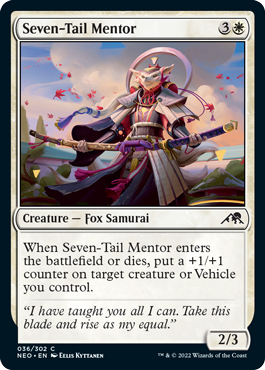 Seven-Tail Mentor 3
Creature — Fox Samurai
When Seven-Tail Mentor enters
the battlefield or dies, put a +1/+1
counter on target creature or Vehicle
you control.
“I have taught you all I can. Take this
blade and rise as my equal.”
2/3
036/302 C
NEO • EN Eelis Kyttanen
™ & © 2022 Wizards of the Coast